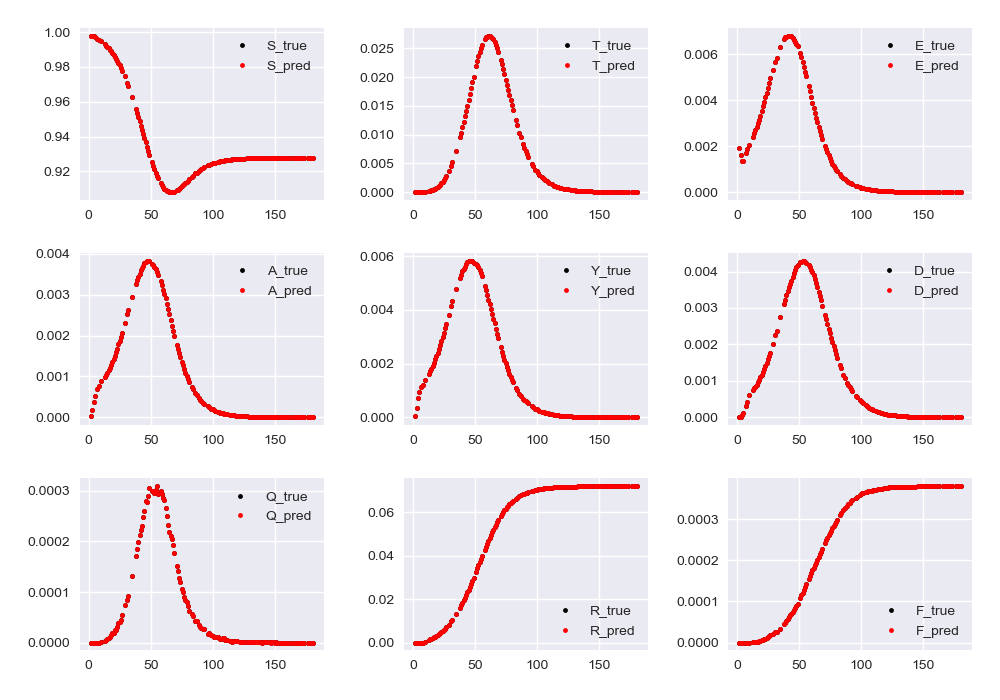 1.00
0.98
0.96
0.94
0.92
0 50 100 150
S_true
S_pred
0.025
0.020
0.015
0.010
0.005
0.000
0 50 100 150
T_true
T_pred
0.006
0.004
0.002
0.000
0 50 100 150
E_true
E_pred
0.004
0.003
0.002
0.001
0.000
0 50 100 150
A_true
A_pred
0.006
0.004
0.002
0.000
0 50 100 150
Y_true
Y_pred
0.004
0.003
0.002
0.001
0.000
0 50 100 150
D_true
D_pred
0.0003
0.0002
0.0001
0.0000
0 50 100 150
Q_true
Q_pred
0.06
0.04
0.02
0.00
0 50 100 150
R_true
R_pred
0.0003
0.0002
0.0001
0.0000
0 50 100 150
F_true
F_pred